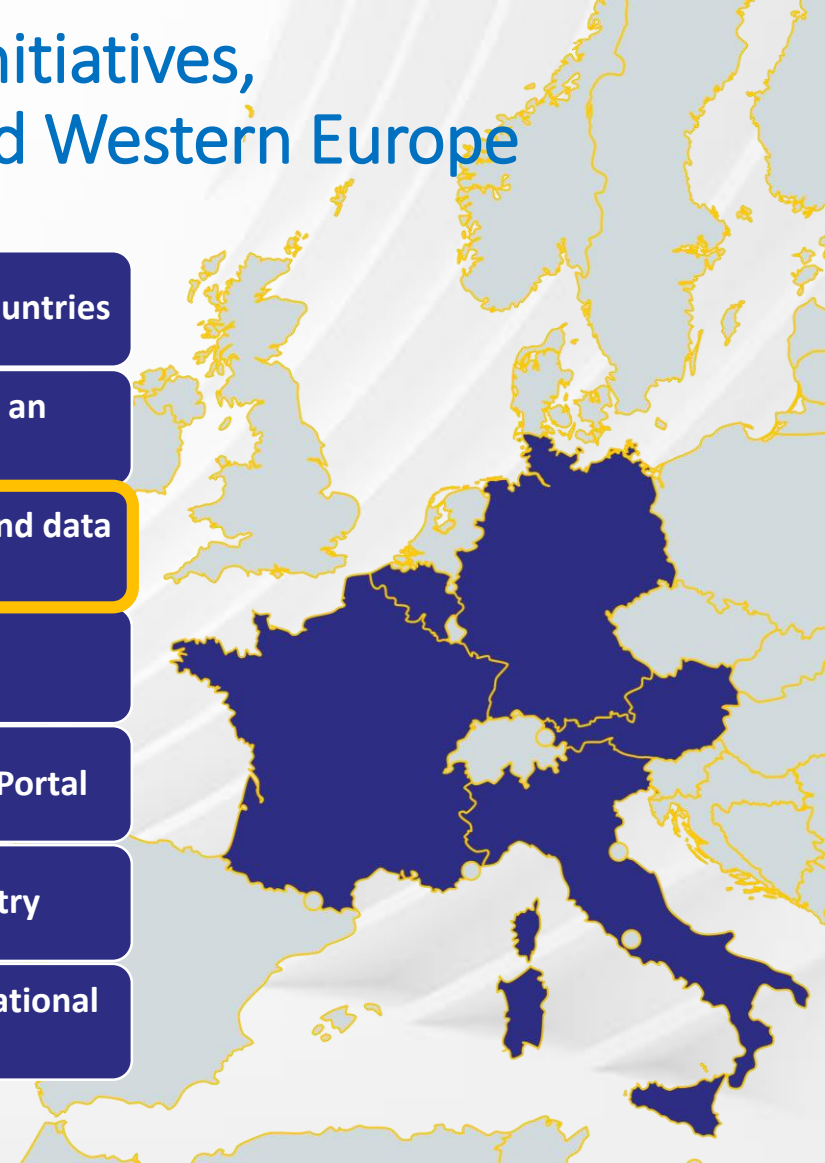 nitiatives,
d Western Europe
untries
an
nd data
Portal
try
ational